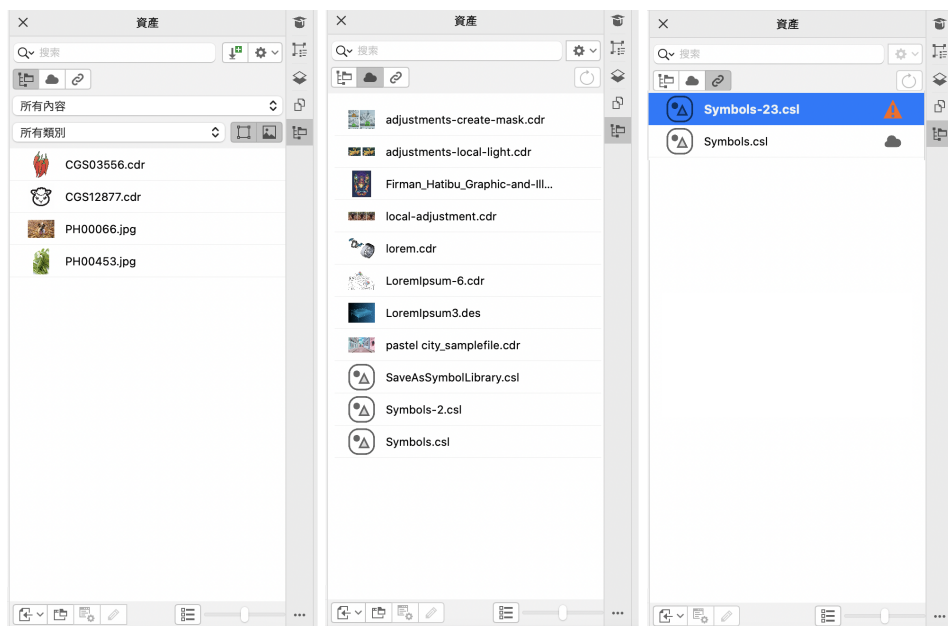 資產
搜索
所有內容
所有類別
CGS03556.cdr
CGS12877.cdr
PH00066.jpg
PH00453.jpg
資產
搜索
adjustments-create-mask.cdr
adjustments-local-light.cdr
Firman_Hatibu_Graphic-and-Ill...
local-adjustment.cdr
lorem.cdr
LoremIpsum-6.cdr
LoremIpsum3.des
pastel city_samplefile.cdr
SaveAsSymbolLibrary.csl
Symbols-2.csl
Symbols.csl
資產
搜索
Symbols-23.csl
Symbols.csl